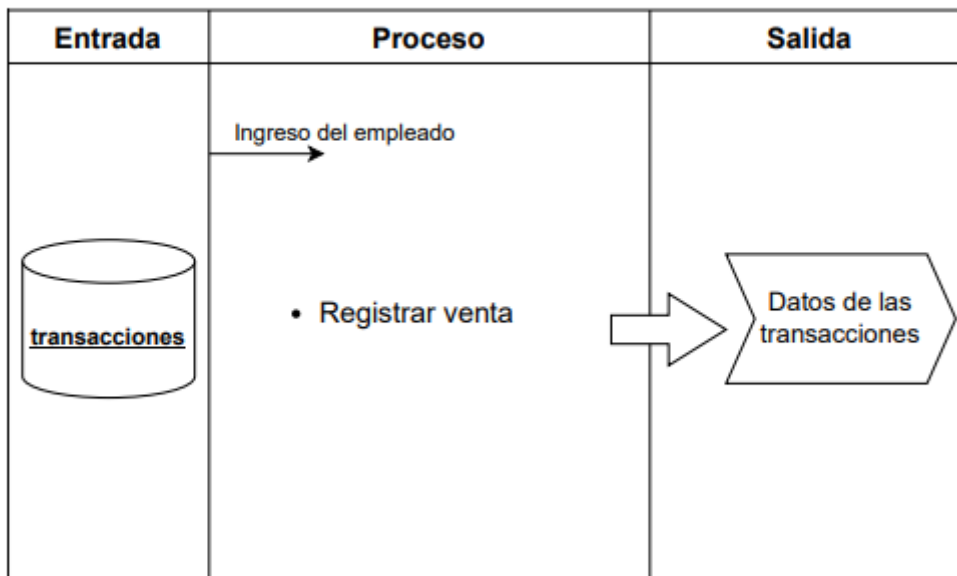 Entrada
Proceso
Salida
Ingreso del empleado
transacciones
• Registrar venta
Datos de las
transacciones